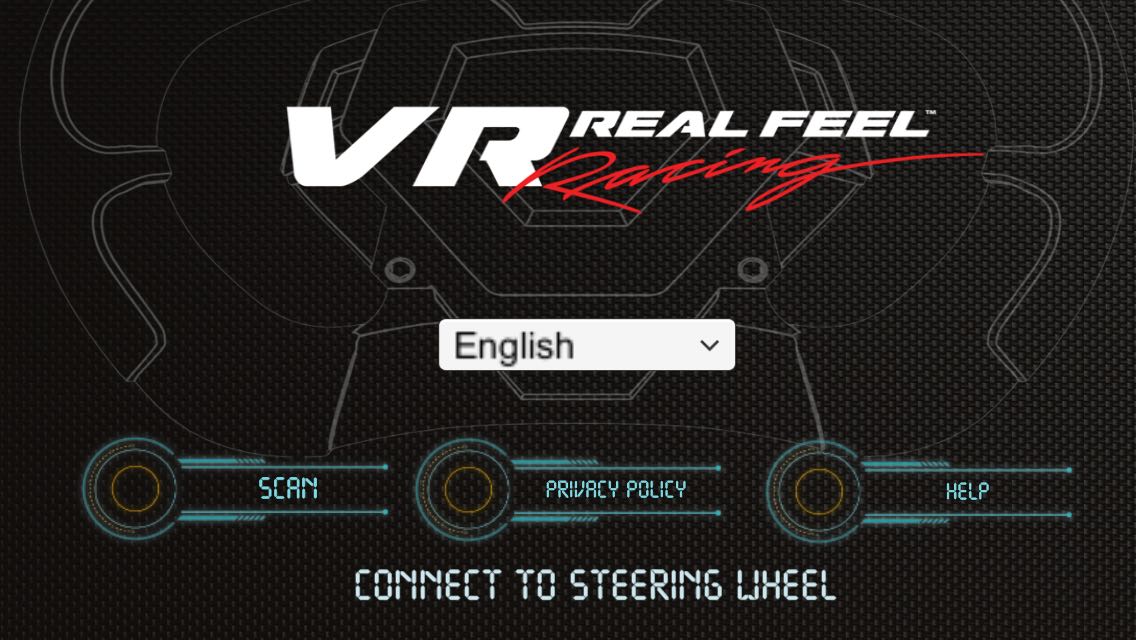 VR REAL FEEL™
Racing
English
SCAN
PRIVACY POLICY
HELP
CONNECT TO STEERING WHEEL